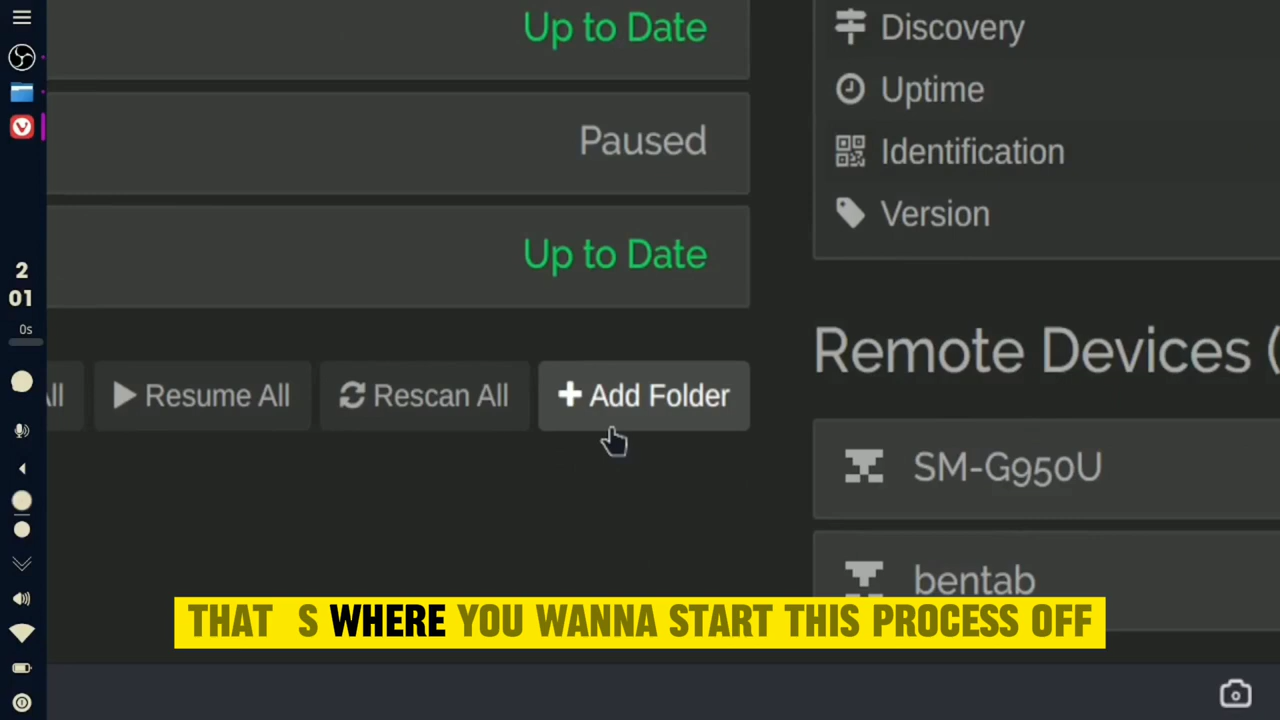 Up to Date
Paused
Up to Date
All
Resume All
Rescan All
Add Folder
Discovery
Uptime
Identification
Version
Remote Devices (
SM-G950U
bentab
2
01
0s
THAT S WHERE YOU WANNA START THIS PROCESS OFF